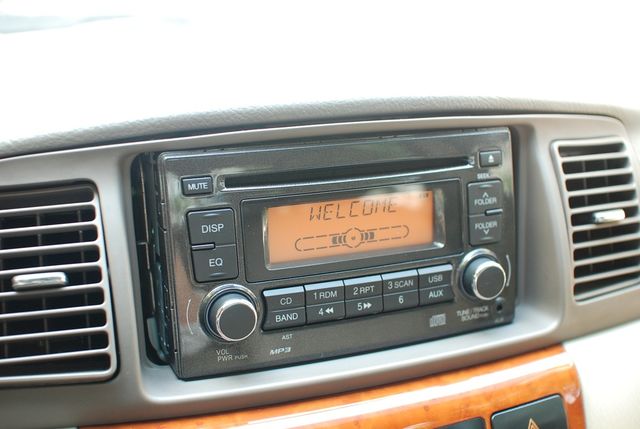 MUTE
SEEK
WELCOME
DISP
FOLDER
FOLDER
EQ
CD
1 RDM
2 RPT
3 SCAN
USB
BAND
4
5
6
AUX
AST
VOL
PWR PUSH
MP3
TUNE/TRACK
SOUND